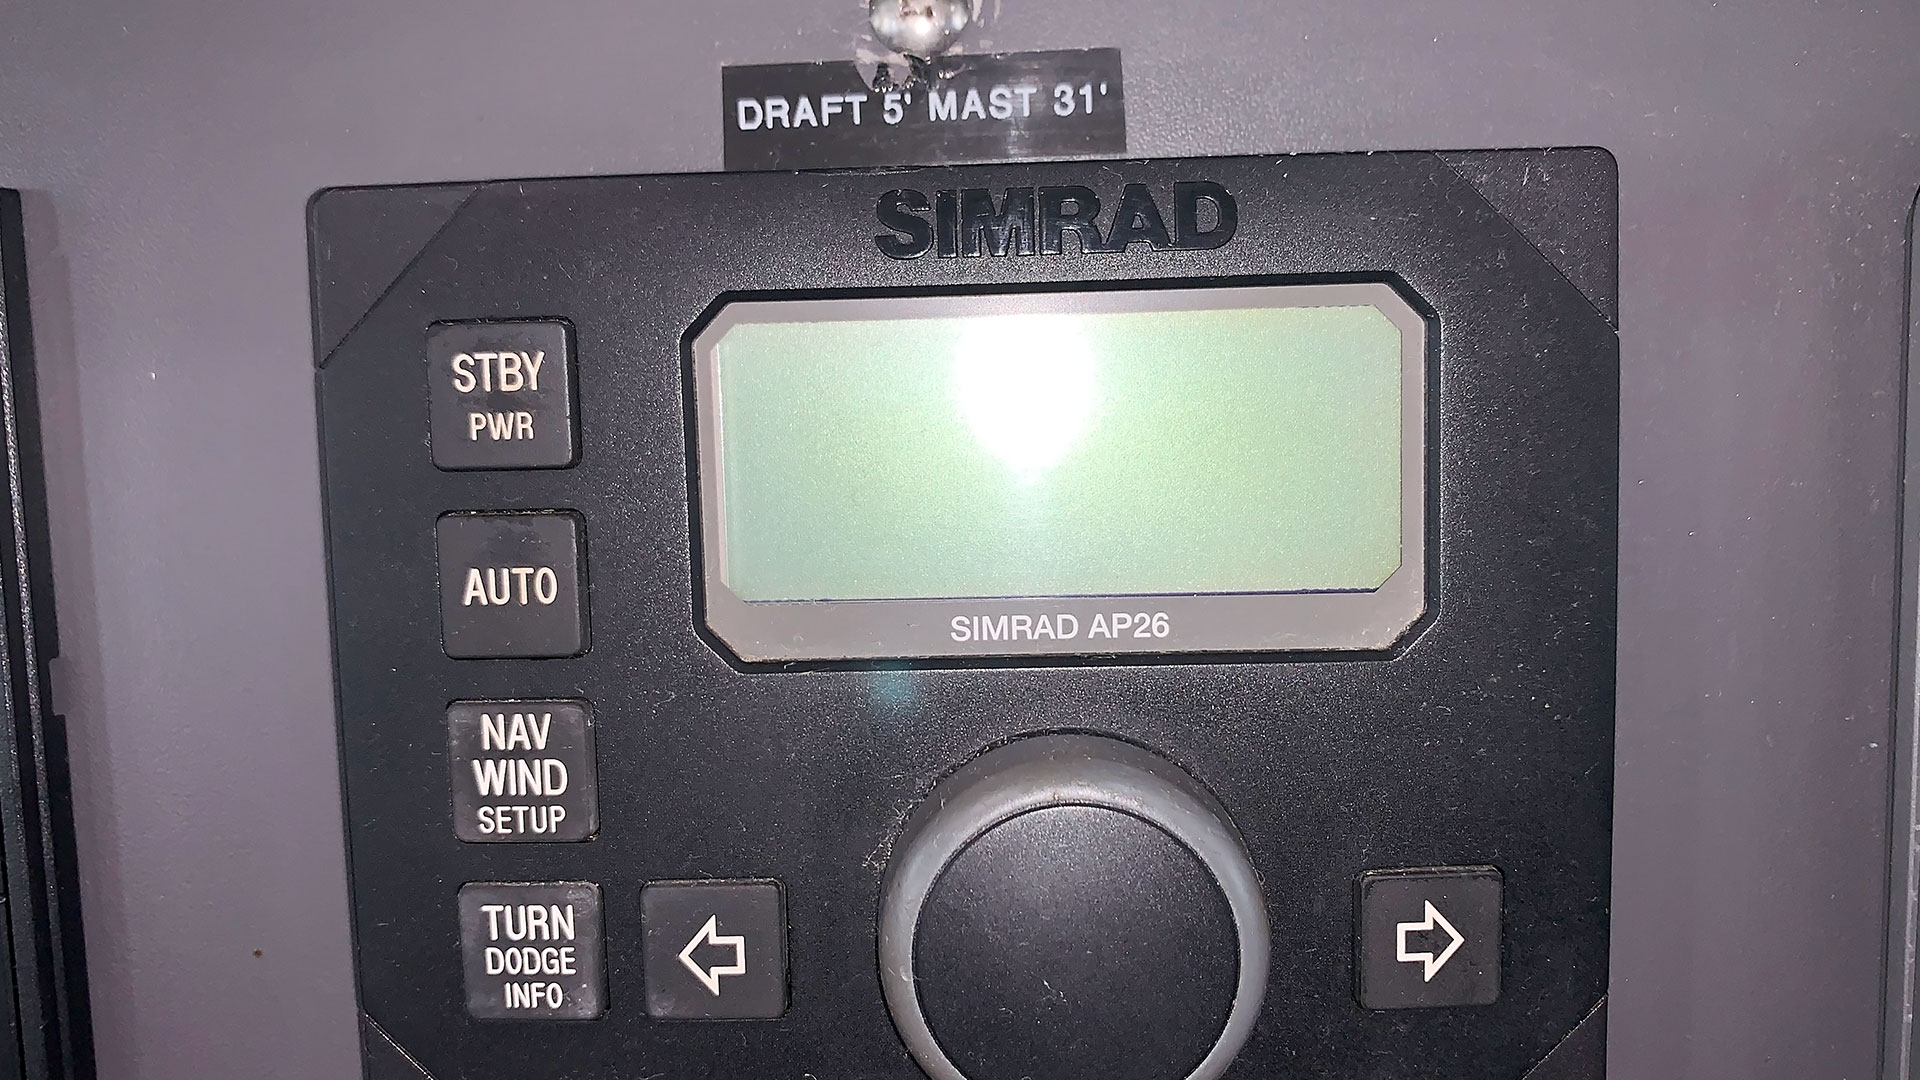 DRAFT 5' MAST 31'
SIMRAD
STBY
PWR
AUTO
SIMRAD AP26
NAV
WIND
SETUP
TURN
DODGE
INFO